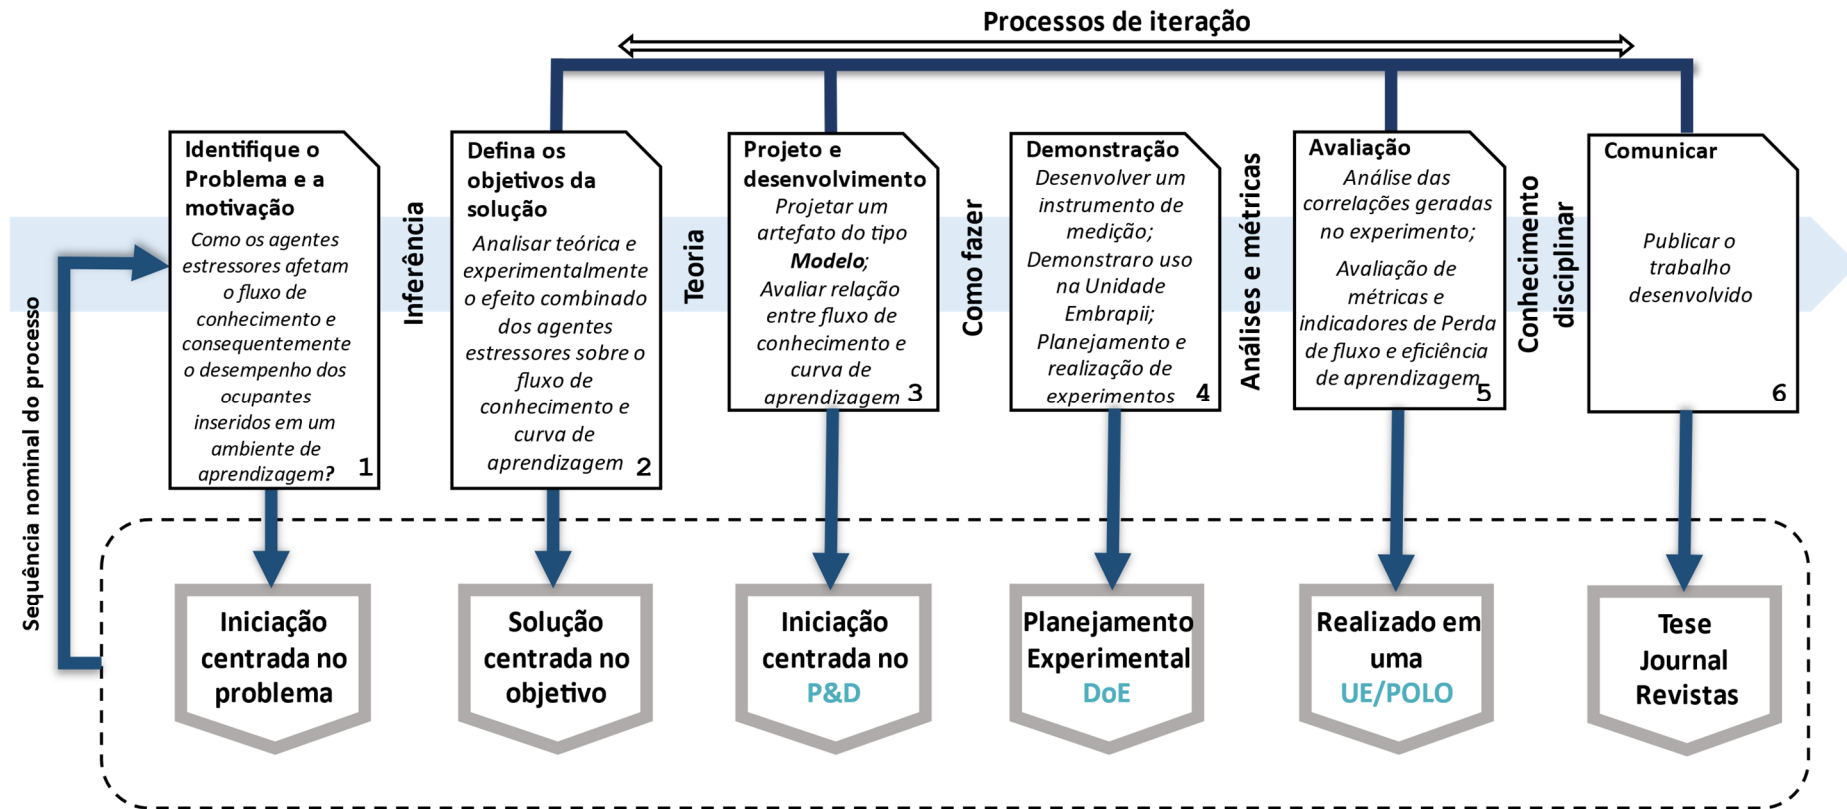 Processos de iteração
Identifique o
Problema e a
motivação
Como os agentes
estressores afetam
o fluxo de
conhecimento e
consequentemente
o desempenho dos
ocupantes
inseridos em um
ambiente de
aprendizagem?
1
Inferência
Defina os
objetivos da
solução
Analisar teórica e
experimentalmente
o efeito combinado
dos agentes
estressores sobre o
fluxo de
conhecimento e
curva de
aprendizagem
2
Teoria
Projeto e
desenvolvimento
Projetar um
artefato do tipo
Modelo;
Avaliar relação
entre fluxo de
conhecimento e
curva de
aprendizagem
3
Como fazer
Demonstração
Desenvolver um
instrumento de
medição;
Demonstraro uso
na Unidade
Embrapii;
Planejamento e
realização de
experimentos
4
Análises e métricas
Avaliação
Análise das
correlações geradas
no experimento;
Avaliação de
métricas e
indicadores de Perda
de fluxo e eficiência
de aprendizagem
5
Conhecimento
disciplinar
Comunicar
Publicar o
trabalho
desenvolvido
6
Sequência nominal do processo
Iniciação
centrada no
problema
Solução
centrada no
objetivo
Iniciação
centrada no
P&D
Planejamento
Experimental
DoE
Realizado em
uma
UE/POLO
Tese
Journal
Revistas